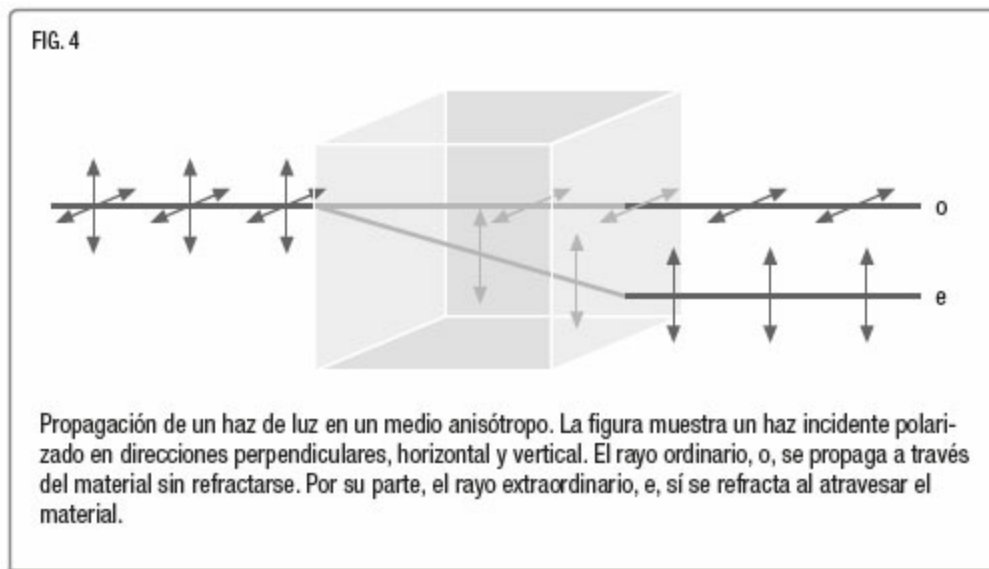 FIG. 4
o
e
Propagación de un haz de luz en un medio anisótropo. La figura muestra un haz incidente polari-
zado en direcciones perpendiculares, horizontal y vertical. El rayo ordinario, o, se propaga a través
del material sin refractarse. Por su parte, el rayo extraordinario, e, sí se refracta al atravesar el
material.